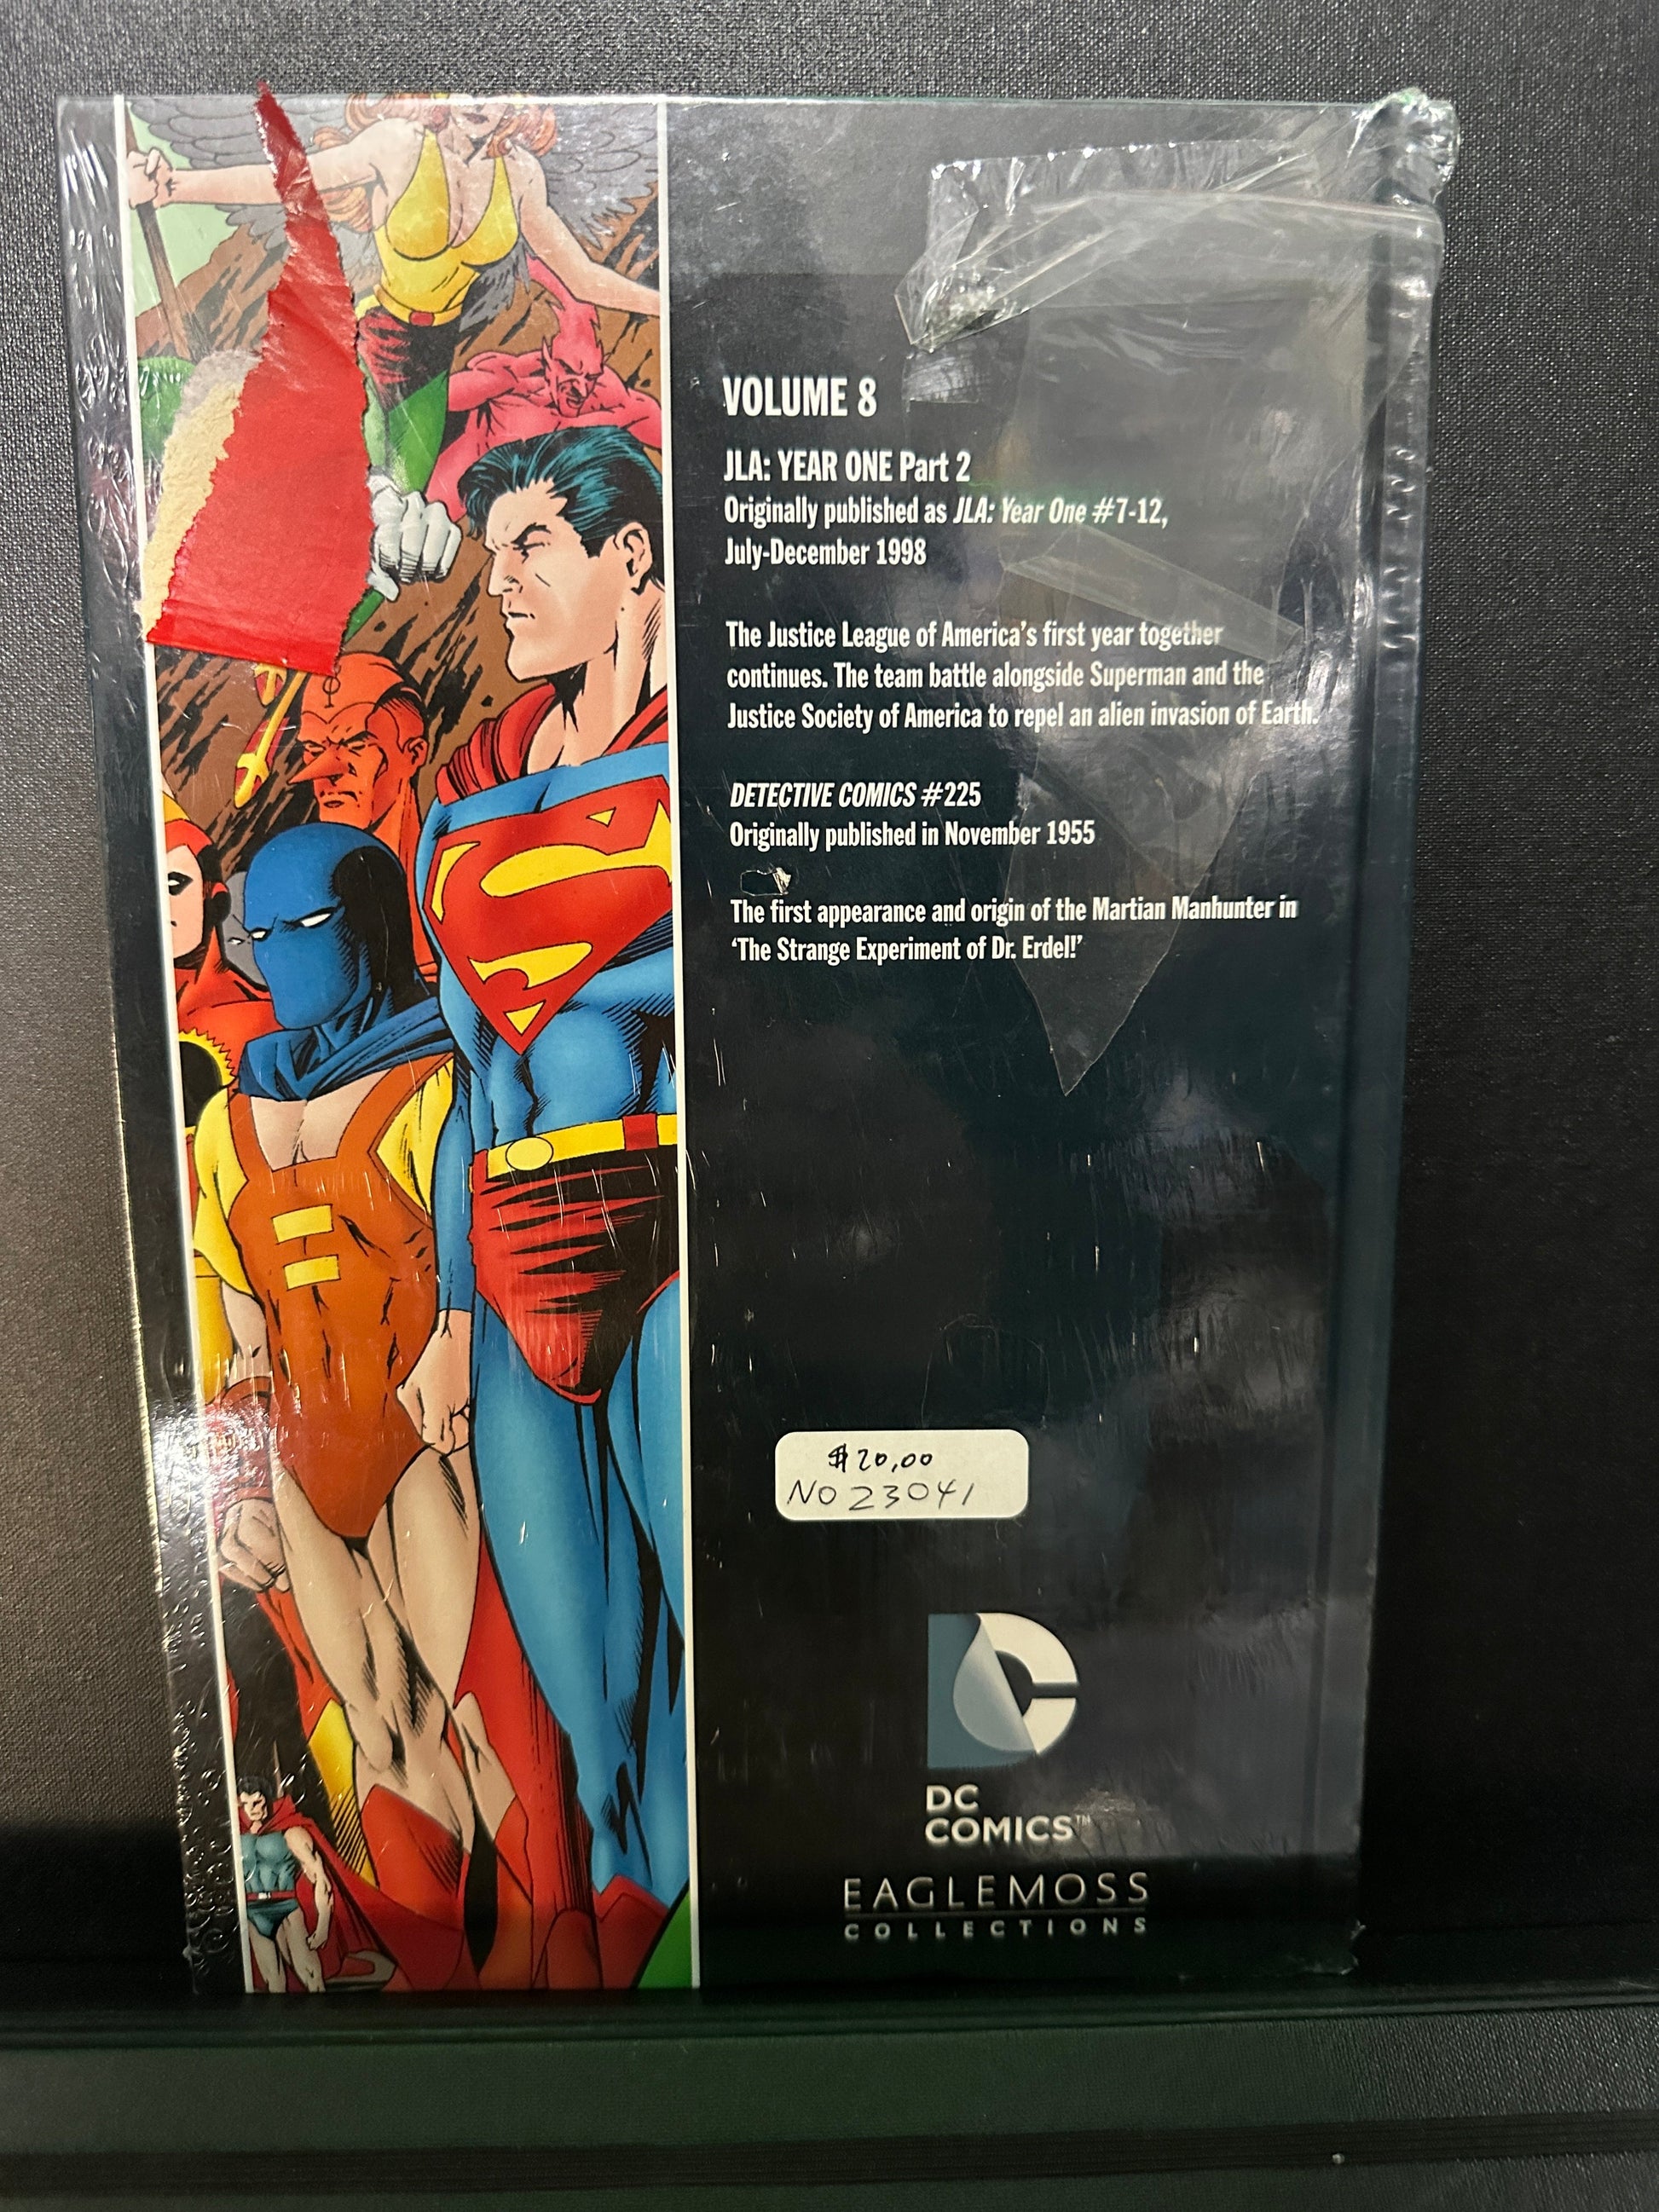 VOLUME 8
JLA: YEAR ONE Part 2
Originally published as JLA: Year One #7-12,
July-December 1998
The Justice League of America's first year together
continues. The team battle alongside Superman and the
Justice Society of America to repel an alien invasion of Earth.
DETECTIVE COMICS #225
Originally published in November 1955
The first appearance and origin of the Martian Manhunter in
'The Strange Experiment of Dr. Erdel!'
$20,00
NO 23041
DC
COMICS™
EAGLEMOSS
COLLECTIONS